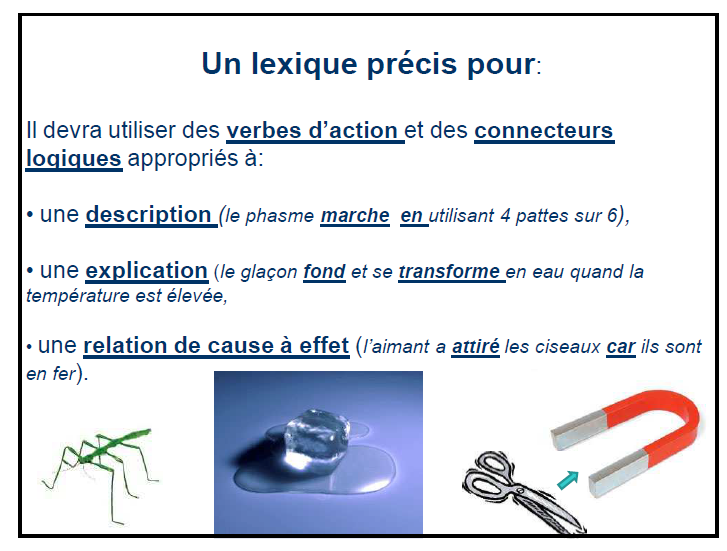 Un lexique précis pour:
Il devra utiliser des verbes d'action et des connecteurs
logiques appropriés à:
• une description (le phasme marche en utilisant 4 pattes sur 6),
• une explication (le glaçon fond et se transforme en eau quand la
température est élevée,
• une relation de cause à effet (l'aimant a attiré les ciseaux car ils sont
en fer).